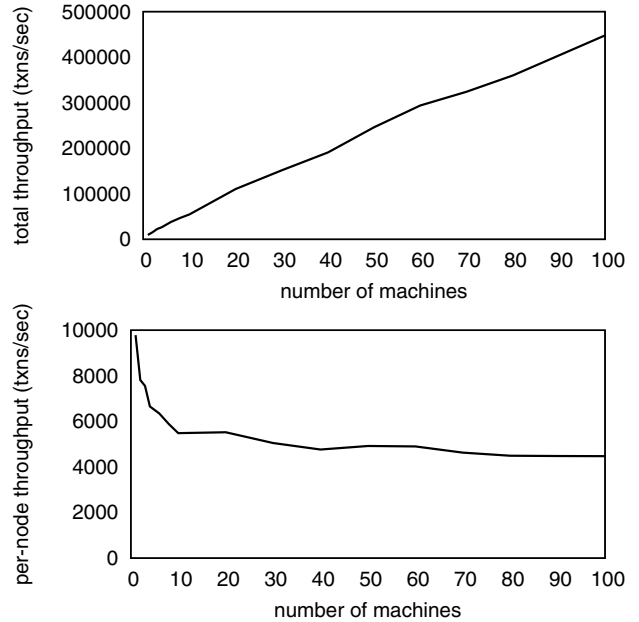 total throughput (txns/sec)
500000
400000
300000
200000
100000
0
0 10 20 30 40 50 60 70 80 90 100
number of machines
per-node throughput (txns/sec)
10000
8000
6000
4000
2000
0
0 10 20 30 40 50 60 70 80 90 100
number of machines